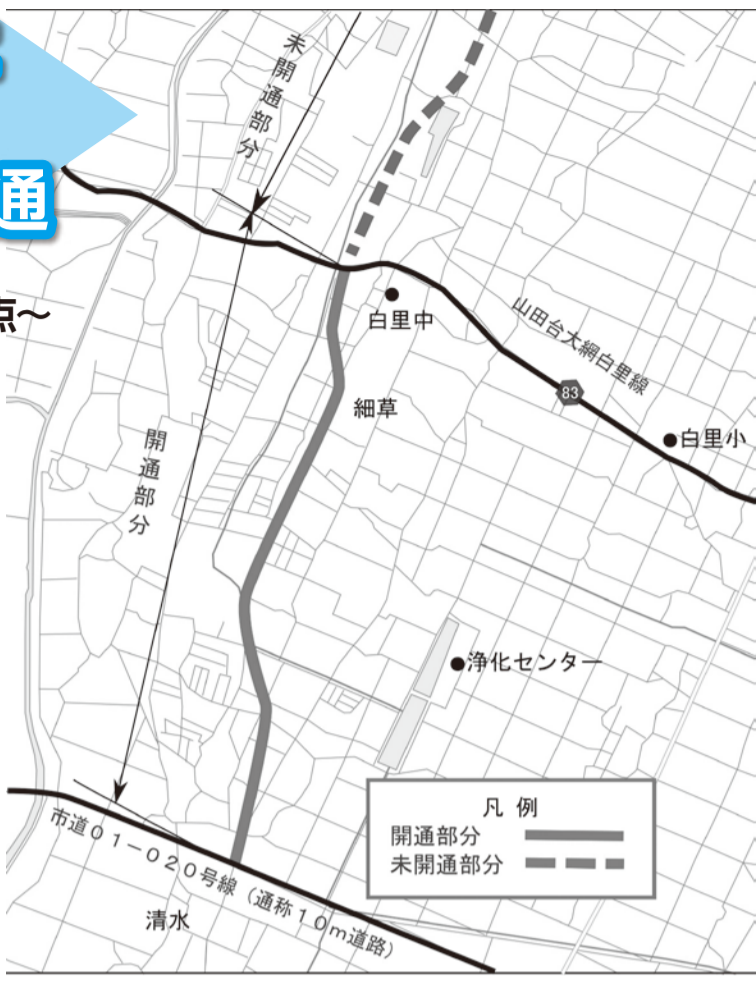 通
点～
未開通部分
白里中
山田台大網白里線
83
細草
白里小
開通部分
浄化センター
凡 例
開通部分
未開通部分
市道０１－０２０号線（通称１０ｍ道路）
清水